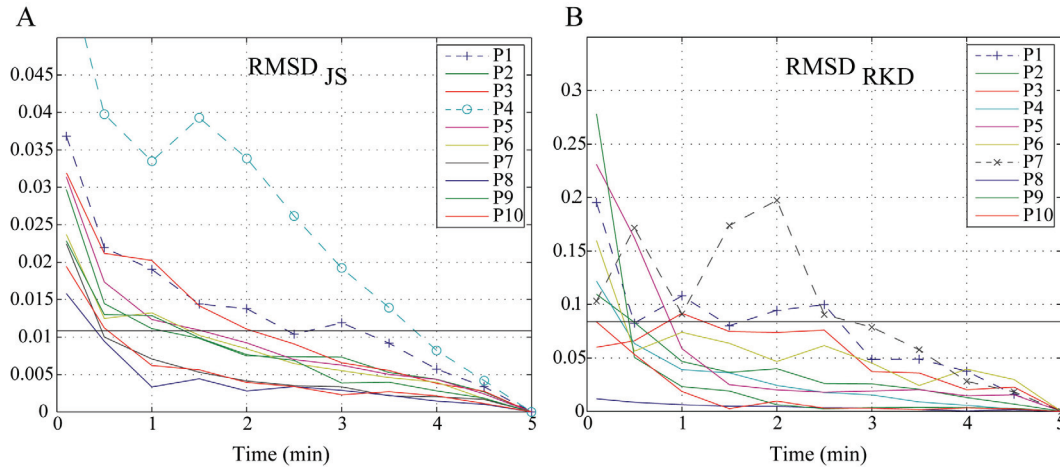 A
RMSD JS
0.045
0.04
0.035
0.03
0.025
0.02
0.015
0.01
0.005
0
0 1 2 3 4 5
Time (min)
P1
P2
P3
P4
P5
P6
P7
P8
P9
P10
B
RMSD RKD
0.3
0.25
0.2
0.15
0.1
0.05
0
0 1 2 3 4 5
Time (min)
P1
P2
P3
P4
P5
P6
P7
P8
P9
P10